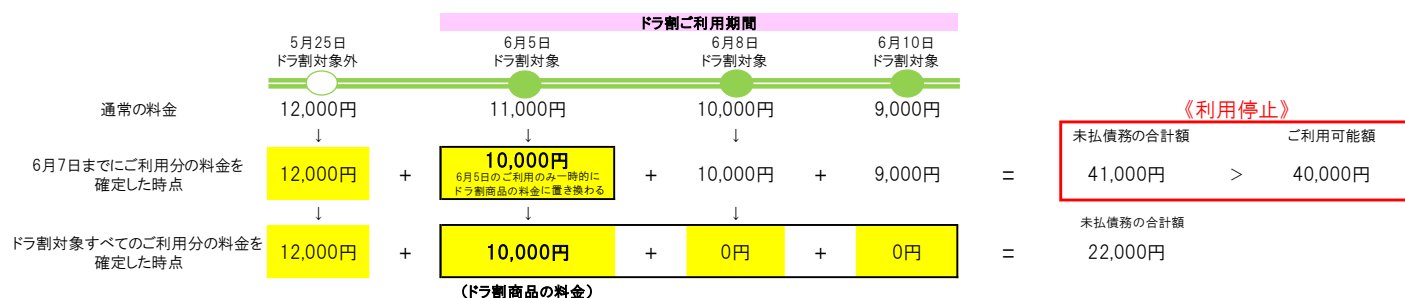 ドラ割ご利用期間
5月25日
ドラ割対象外
6月5日
ドラ割対象
6月8日
ドラ割対象
6月10日
ドラ割対象
通常の料金
12,000円
11,000円
10,000円
9,000円
《利用停止》
↓
↓
↓
未払債務の合計額
ご利用可能額
6月7日までにご利用分の料金を
確定した時点
12,000円
+
10,000円
6月5日のご利用のみ一時的に
ドラ割商品の料金に置き換わる
+
10,000円
+
9,000円
=
41,000円
>
40,000円
↓
↓
↓
未払債務の合計額
ドラ割対象すべてのご利用分の料金を
確定した時点
12,000円
+
10,000円
+
0円
+
0円
=
22,000円
(ドラ割商品の料金)